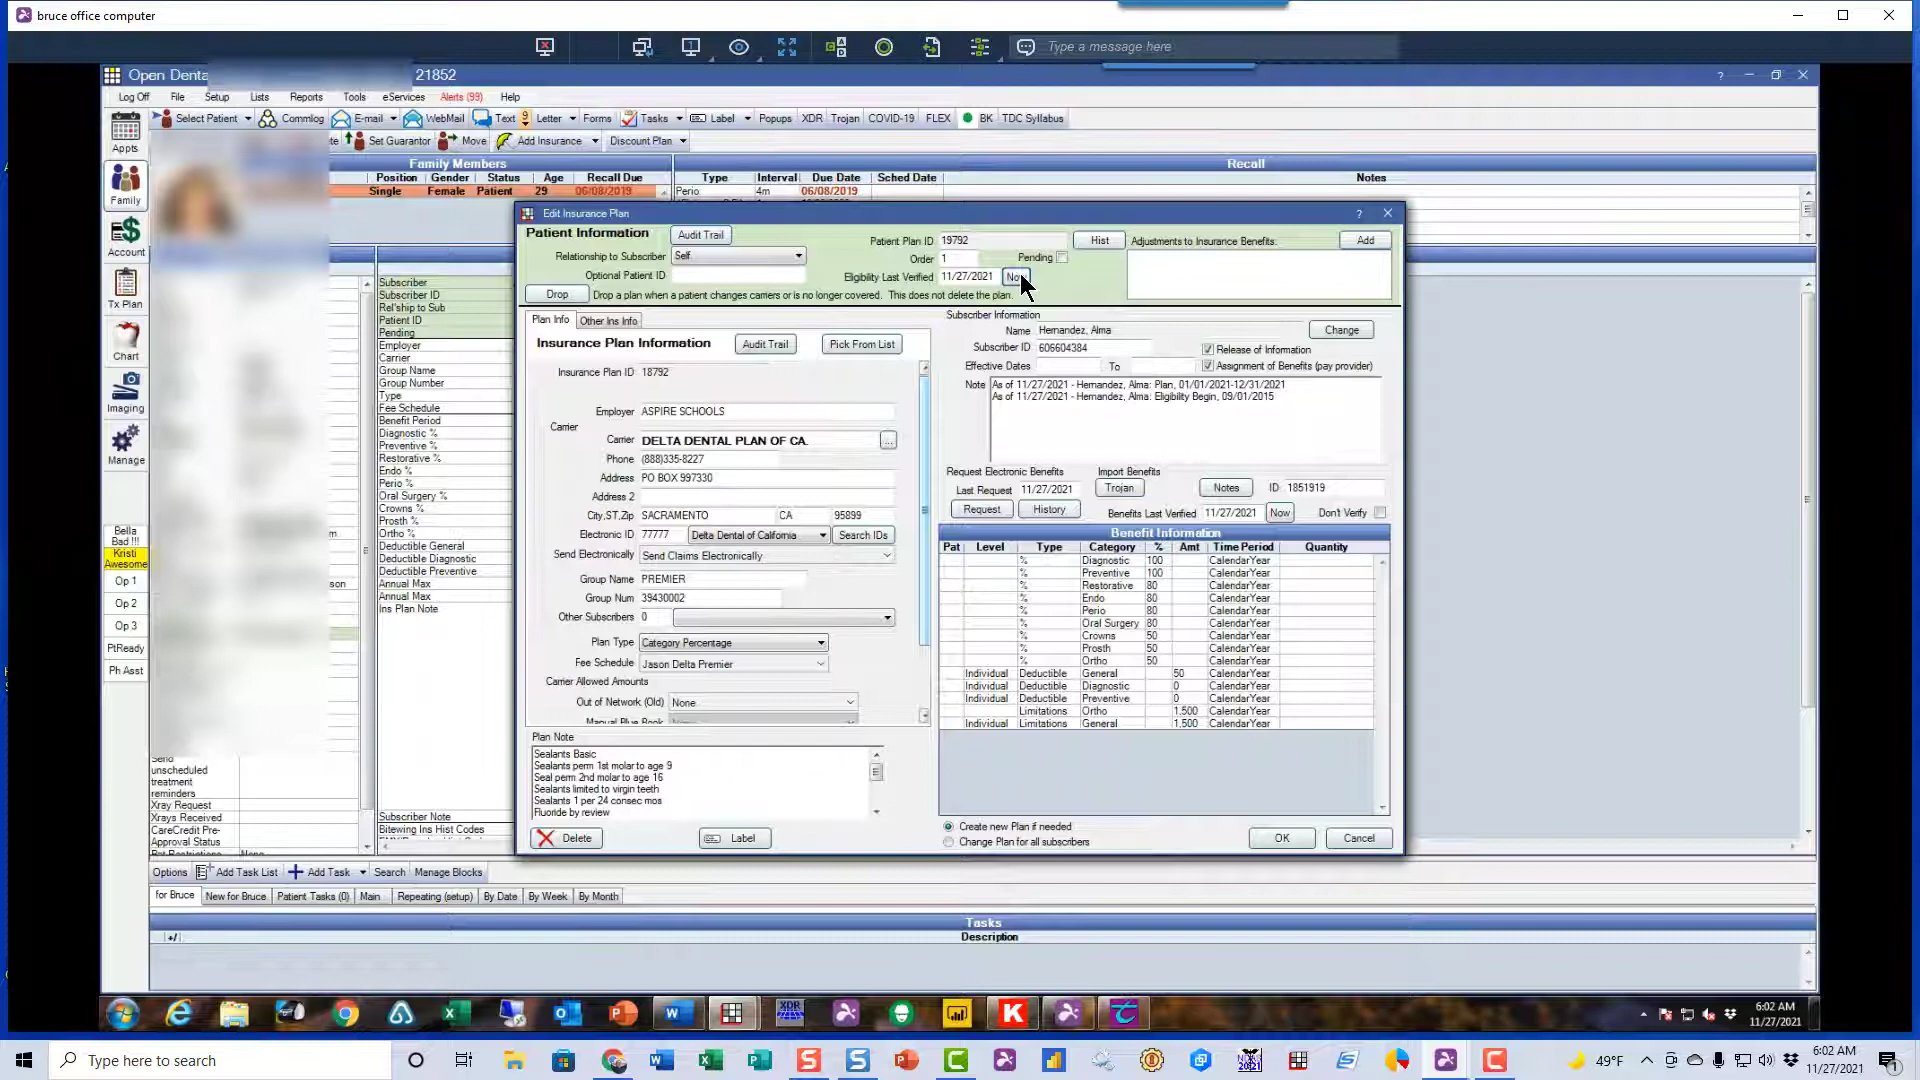 bruce office computer
Type a message here
Open Denta 21852
Log Off File Setup Lists Reports Tools eServices Alerts (99) Help
Appts
Select Patient Commlog E-mail WebMail Text 9 Letter Forms Tasks Label Popups XDR Trojan COVID-19 FLEX BK TDC Syllabus
te Set Guarantor Move Add Insurance Discount Plan
Family Members
Recall
Position Gender Status Age Recall Due
Type Interval Due Date Sched Date Notes
Single Female Patient 29 06/08/2019
Perio 4m 06/08/2019
Family
Account
Tx Plan
Chart
Imaging
Manage
Bella
Bad !!!
Kristi
Awesome
Op 1
Op 2
Op 3
PtReady
Ph Asst
Subscriber
Subscriber ID
Rel'ship to Sub
Patient ID
Pending
Employer
Carrier
Group Name
Group Number
Type
Fee Schedule
Benefit Period
Diagnostic %
Preventive %
Restorative %
Endo %
Perio %
Oral Surgery %
Crowns %
Prosth %
Ortho %
Deductible General
Deductible Diagnostic
Deductible Preventive
Annual Max
Annual Max
Ins Plan Note
son
Send
unscheduled
treatment
reminders
Xray Request
Xrays Received
CareCredit Pre-
Approval Status
None
Subscriber Note
Bitewing Ins Hist Codes
Edit Insurance Plan
Patient Information Audit Trail
Relationship to Subscriber Self
Optional Patient ID
Drop Drop a plan when a patient changes carriers or is no longer covered. This does not delete the plan.
Patient Plan ID 19792 Hist
Order 1 Pending
Eligibility Last Verified 11/27/2021 Now
Adjustments to Insurance Benefits: Add
Plan Info Other Ins Info
Insurance Plan Information Audit Trail Pick From List
Insurance Plan ID 18792
Employer ASPIRE SCHOOLS
Carrier
Carrier DELTA DENTAL PLAN OF CA. ...
Phone (888)335-8227
Address PO BOX 997330
Address 2
City,ST,Zip SACRAMENTO CA 95899
Electronic ID 77777 Delta Dental of California Search IDs
Send Electronically Send Claims Electronically
Group Name PREMIER
Group Num 39430002
Other Subscribers 0
Plan Type Category Percentage
Fee Schedule Jason Delta Premier
Carrier Allowed Amounts
Out of Network (Old) None
Manual Blue Book
Plan Note
Sealants Basic
Sealants perm 1st molar to age 9
Seal perm 2nd molar to age 16
Sealants limited to virgin teeth
Sealants 1 per 24 consec mos
Fluoride by review
Delete Label
Subscriber Information
Name Hernandez, Alma Change
Subscriber ID 606604384 Release of Information
Effective Dates To Assignment of Benefits (pay provider)
Note As of 11/27/2021 - Hernandez, Alma: Plan, 01/01/2021-12/31/2021
As of 11/27/2021 - Hernandez, Alma: Eligibility Begin, 09/01/2015
Request Electronic Benefits Import Benefits
Last Request 11/27/2021 Trojan Notes ID 1851919
Request History Benefits Last Verified 11/27/2021 Now Don't Verify
Benefit Information
Pat Level Type Category % Amt Time Period Quantity
% Diagnostic 100 CalendarYear
% Preventive 100 CalendarYear
% Restorative 80 CalendarYear
% Endo 80 CalendarYear
% Perio 80 CalendarYear
% Oral Surgery 80 CalendarYear
% Crowns 50 CalendarYear
% Prosth 50 CalendarYear
% Ortho 50 CalendarYear
Individual Deductible General 50 CalendarYear
Individual Deductible Diagnostic 0 CalendarYear
Individual Deductible Preventive 0 CalendarYear
Limitations Ortho 1,500 CalendarYear
Individual Limitations General 1,500 CalendarYear
Create new Plan if needed
Change Plan for all subscribers
OK Cancel
Options Add Task List Add Task Search Manage Blocks
for Bruce New for Bruce Patient Tasks (0) Main Repeating (setup) By Date By Week By Month
Tasks
+/ Description
XDR
K
6:02 AM
11/27/2021
Type here to search
49°F
6:02 AM
11/27/2021